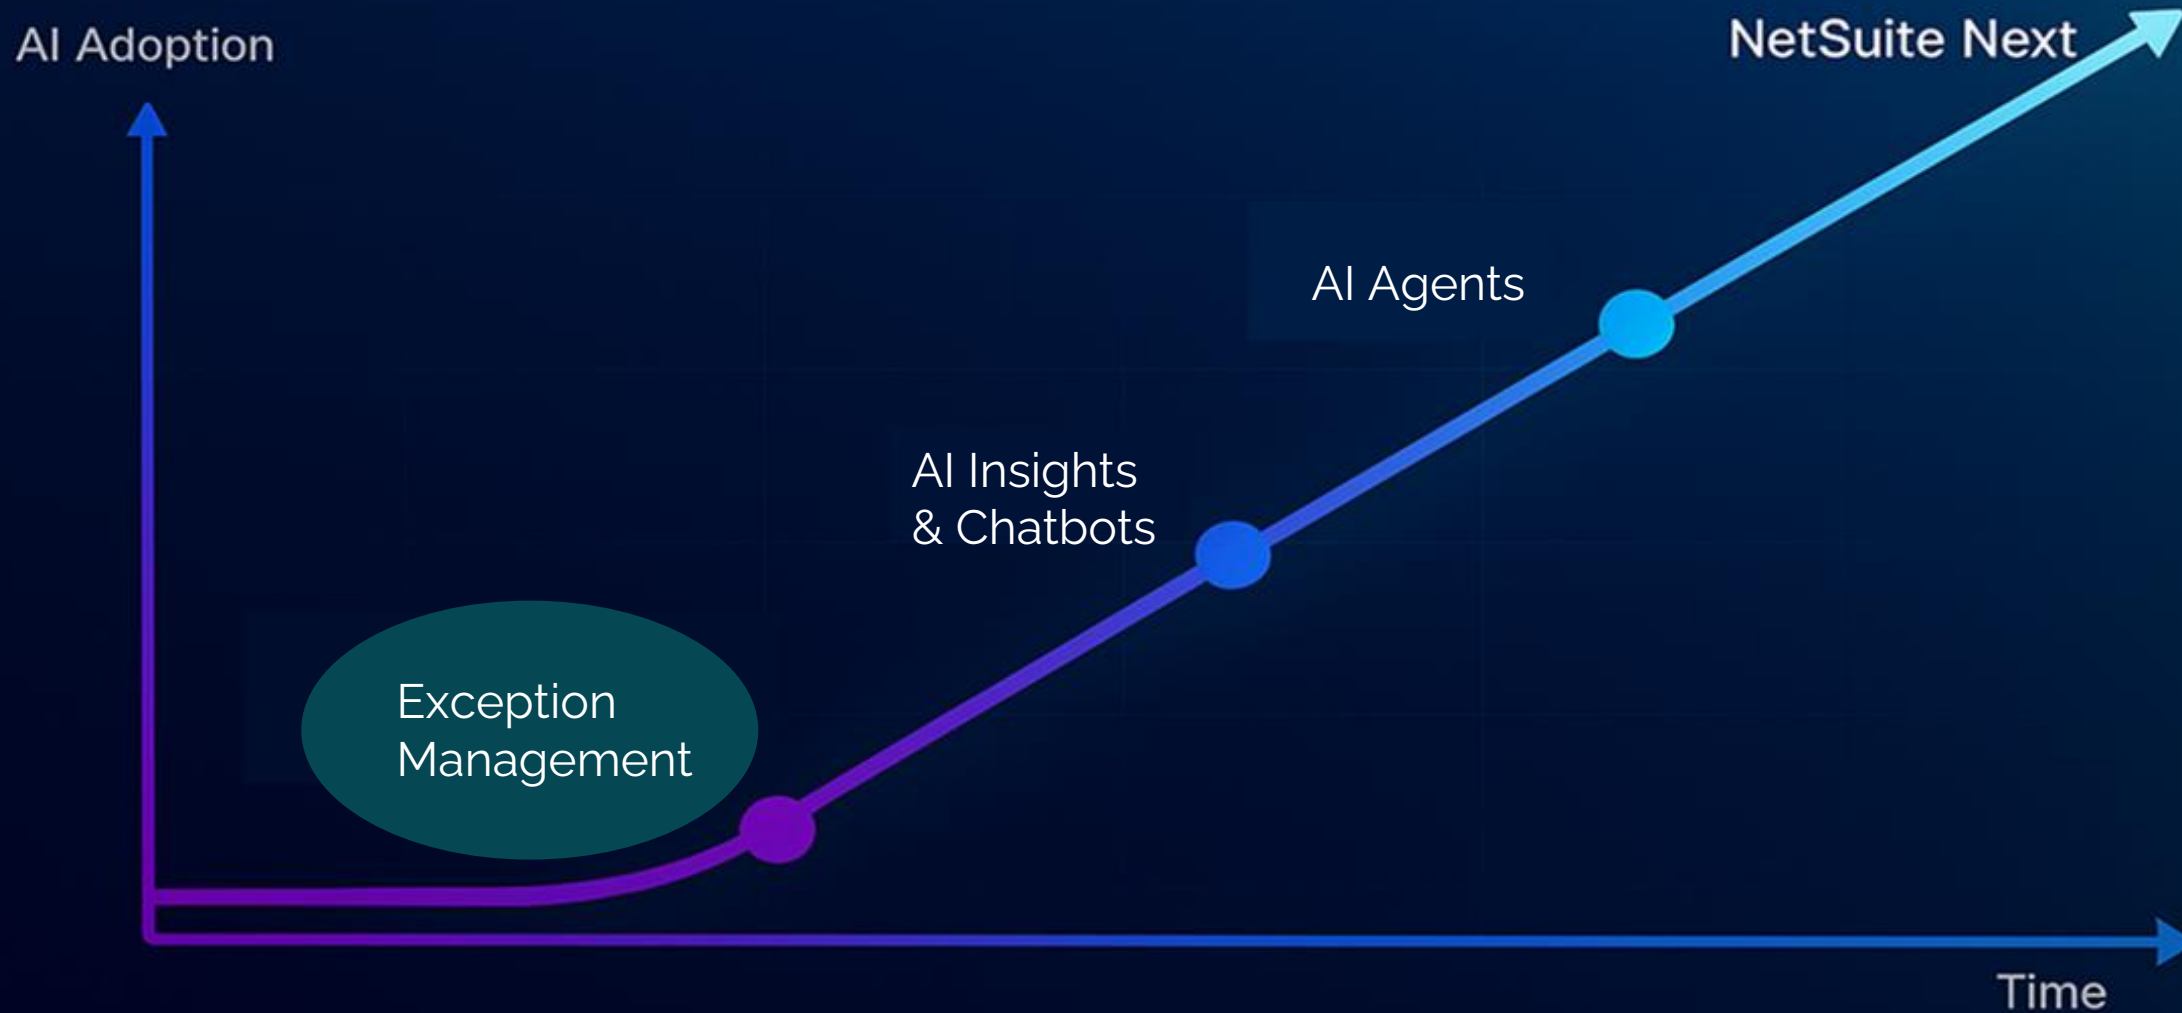 AI Adoption
NetSuite Next
AI Agents
AI Insights
& Chatbots
Exception
Management
Time